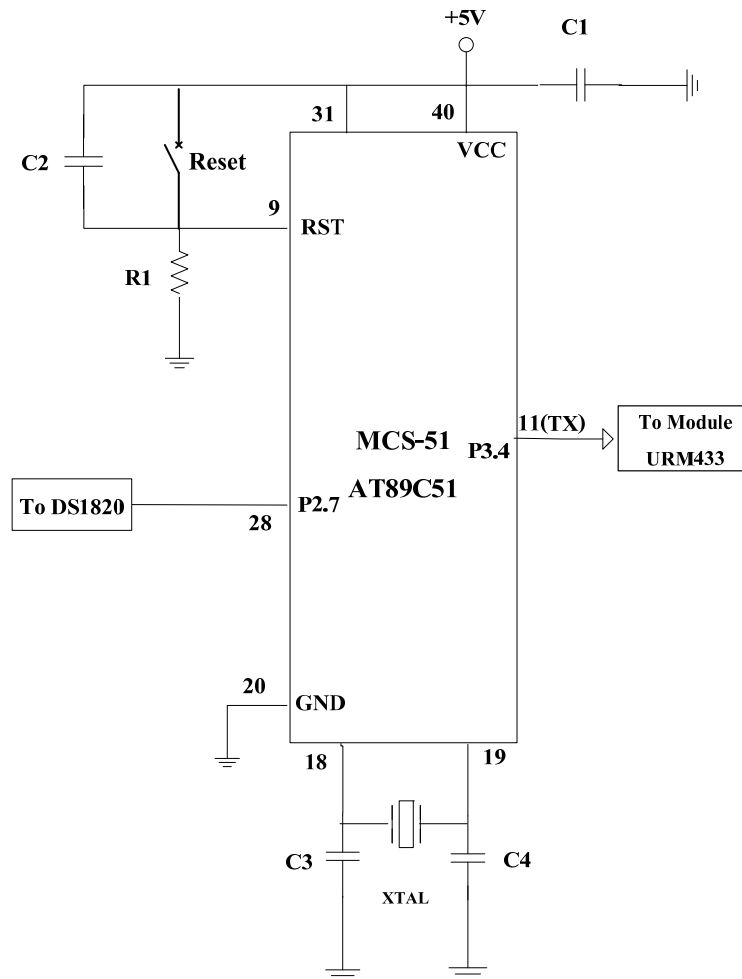 +5V
C1
31
40
VCC
C2
Reset
9
RST
R1
11(TX)
To Module
URM433
MCS-51
P3.4
AT89C51
To DS1820
P2.7
28
20
GND
18
19
C3
C4
XTAL